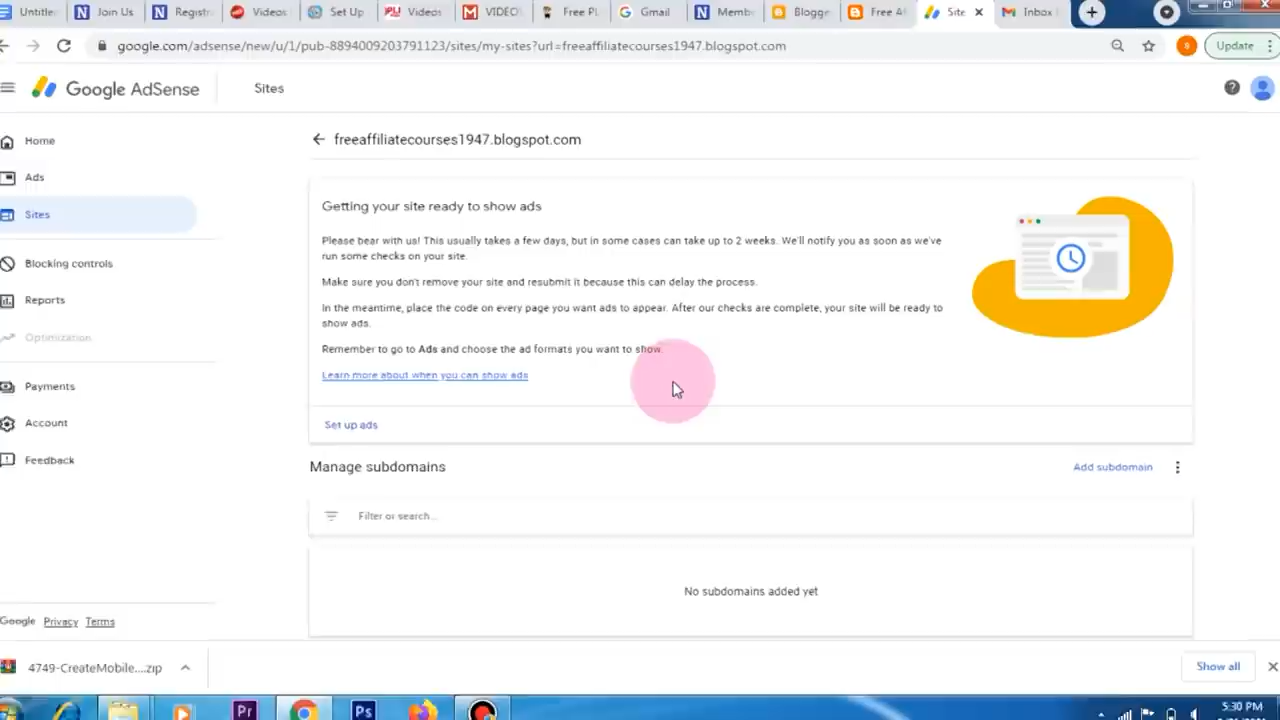 Untitle
Join Us
Registr
Videos
Set Up
Videos
VIDEO
Free PL
Gmail
Memb
Blogge
Free Af
Site
Inbox
google.com/adsense/new/u/1/pub-8894009203791123/sites/my-sites?url=freeaffiliatecourses1947.blogspot.com
Update
Google AdSense
Sites
Home
Ads
Sites
Blocking controls
Reports
Optimization
Payments
Account
Feedback
freeaffiliatecourses1947.blogspot.com
Getting your site ready to show ads
Please bear with us! This usually takes a few days, but in some cases can take up to 2 weeks. We'll notify you as soon as we've
run some checks on your site.
Make sure you don't remove your site and resubmit it because this can delay the process.
In the meantime, place the code on every page you want ads to appear. After our checks are complete, your site will be ready to
show ads.
Remember to go to Ads and choose the ad formats you want to show.
Learn more about when you can show ads
Set up ads
Manage subdomains
Add subdomain
Filter or search...
No subdomains added yet
Google Privacy Terms
4749-CreateMobile....zip
Show all
Pr
Ps
5:30 PM